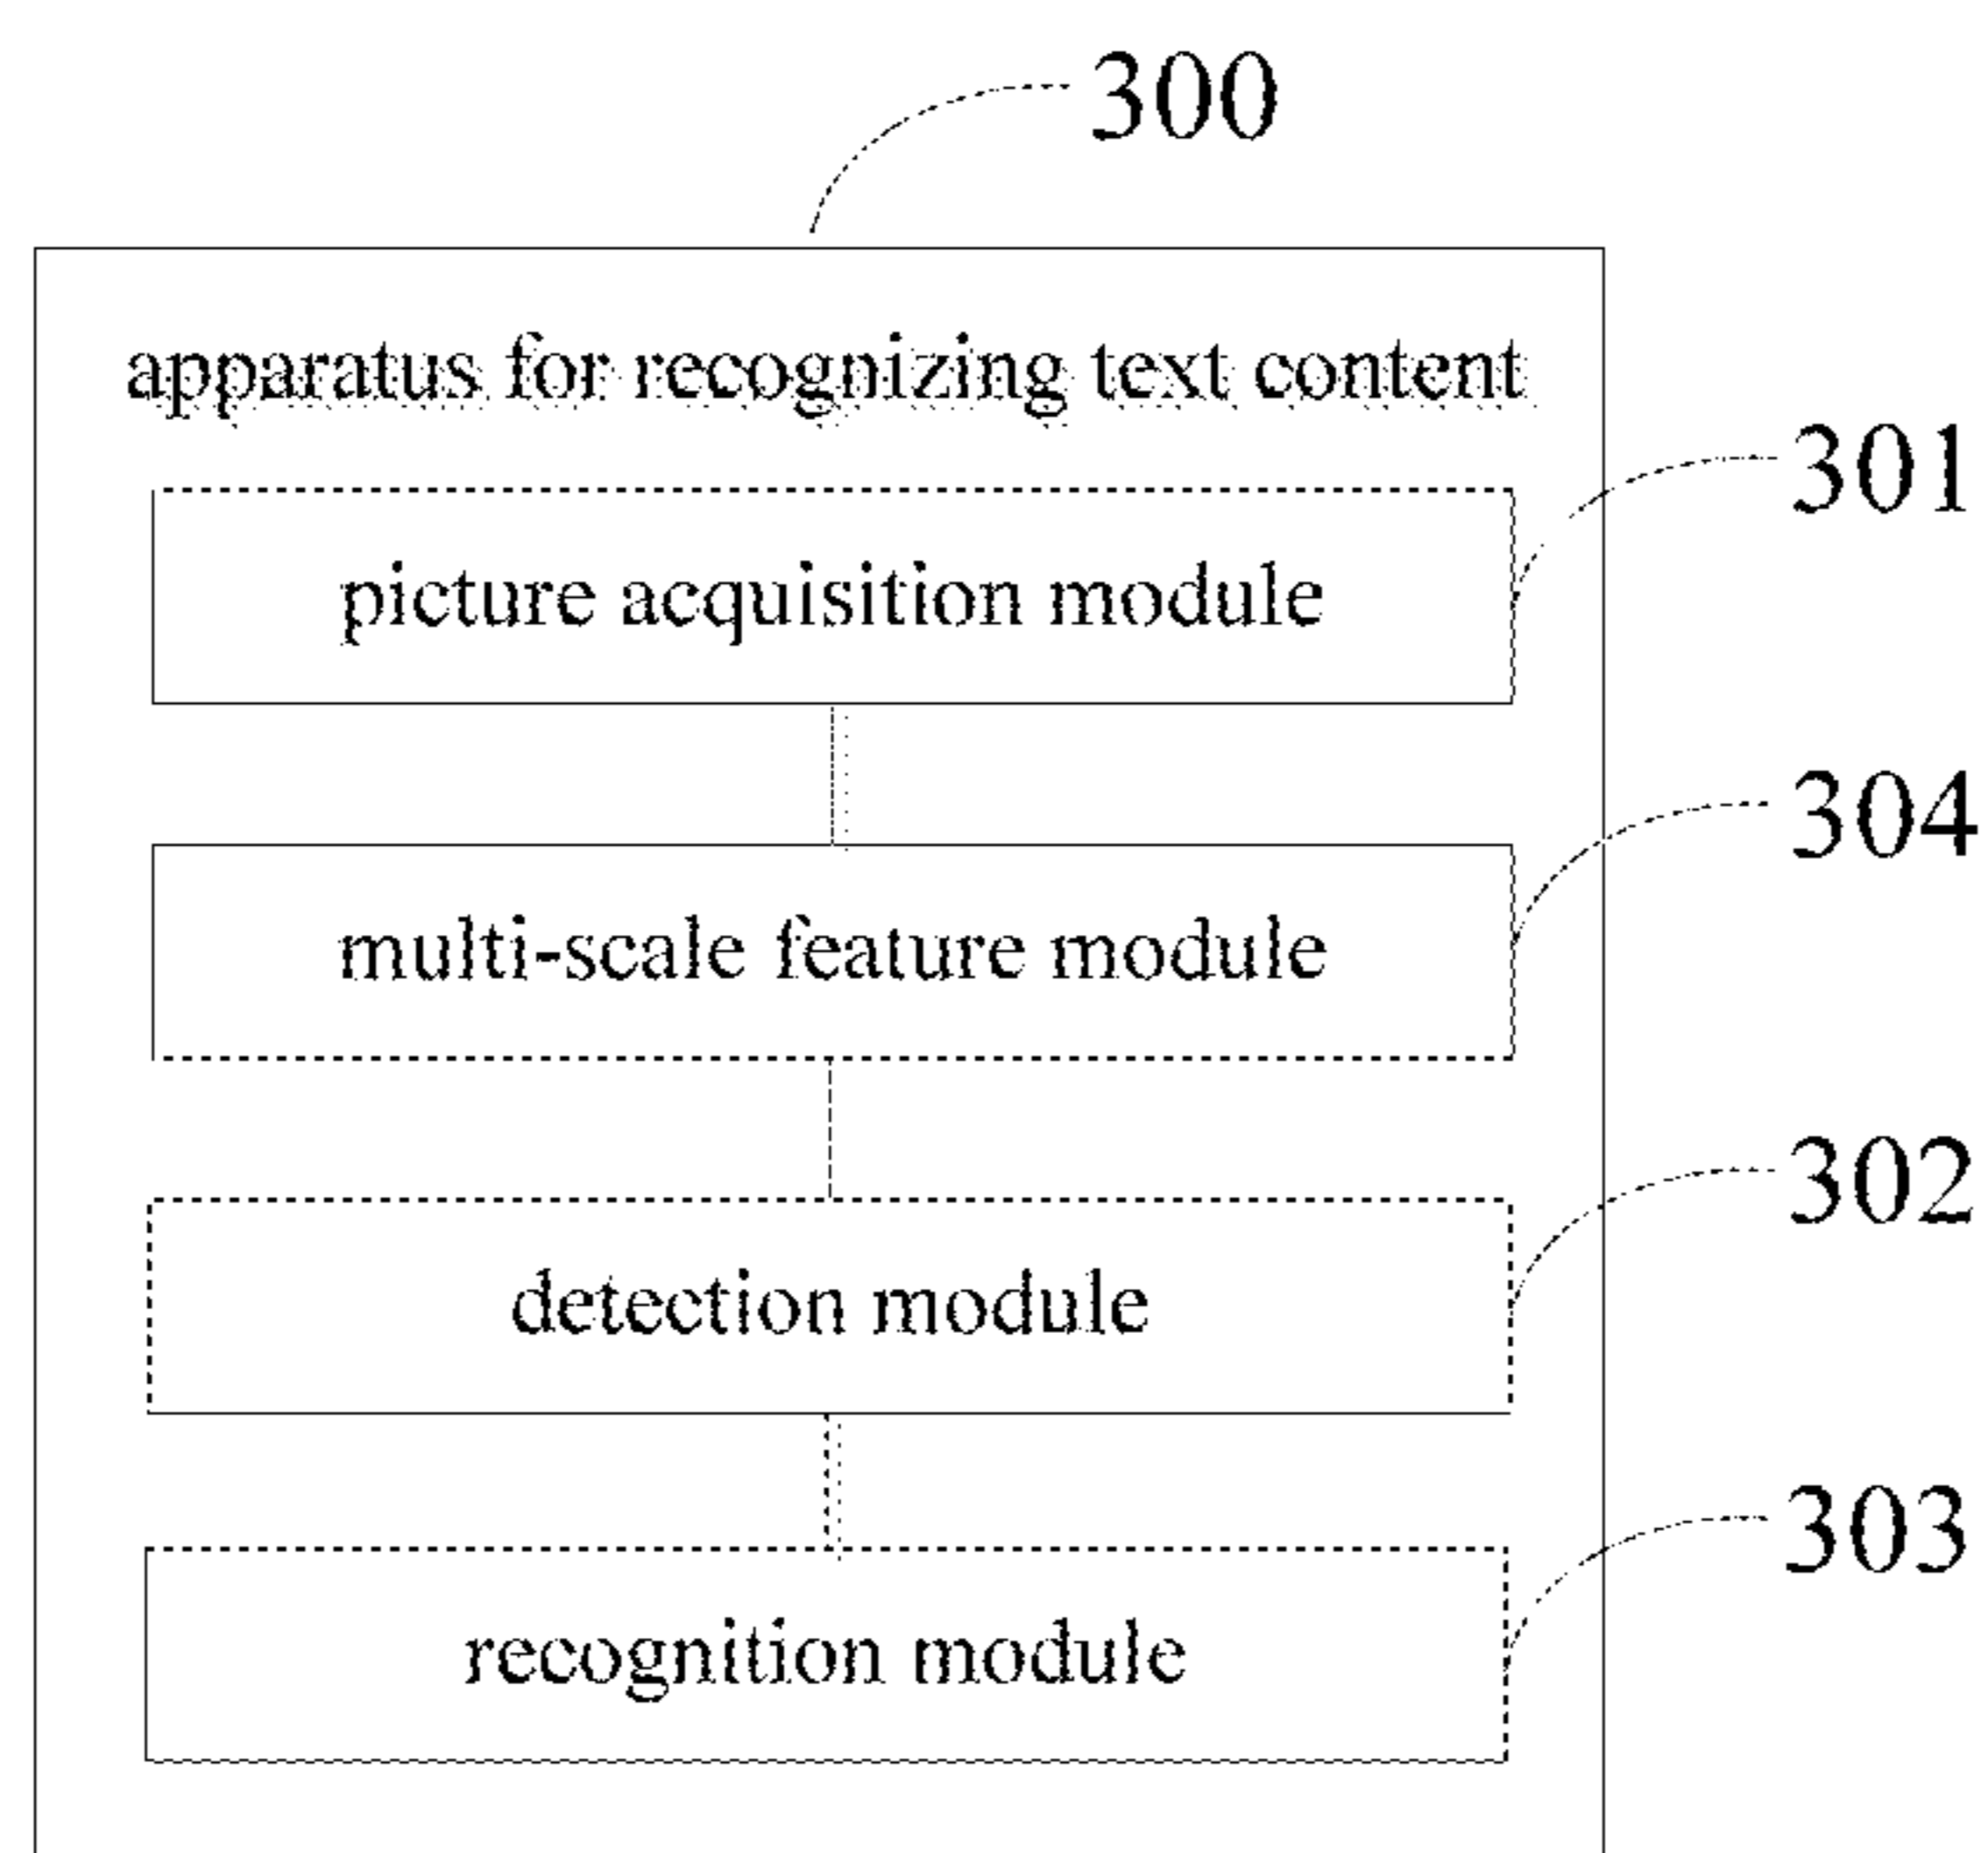 300
apparatus for recognizing text content
301
picture acquisition module
304
multi-scale feature module
302
detection module
303
recognition module